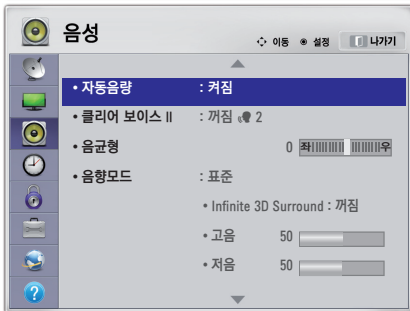 음성
이동 ◉ 설정 나가기
• 자동음량 : 켜짐
• 클리어 보이스 II : 꺼짐 2
• 음균형 0 좌 우
• 음향모드 : 표준
• Infinite 3D Surround : 꺼짐
• 고음 50
• 저음 50
?